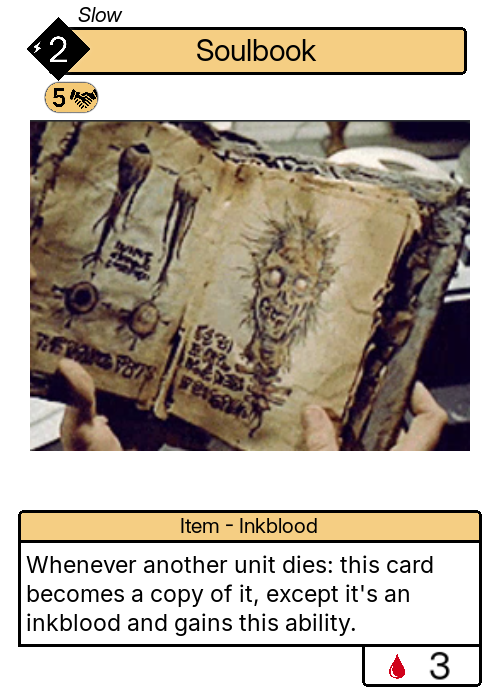 Slow
2
Soulbook
5
Item - Inkblood
Whenever another unit dies: this card
becomes a copy of it, except it's an
inkblood and gains this ability.
3